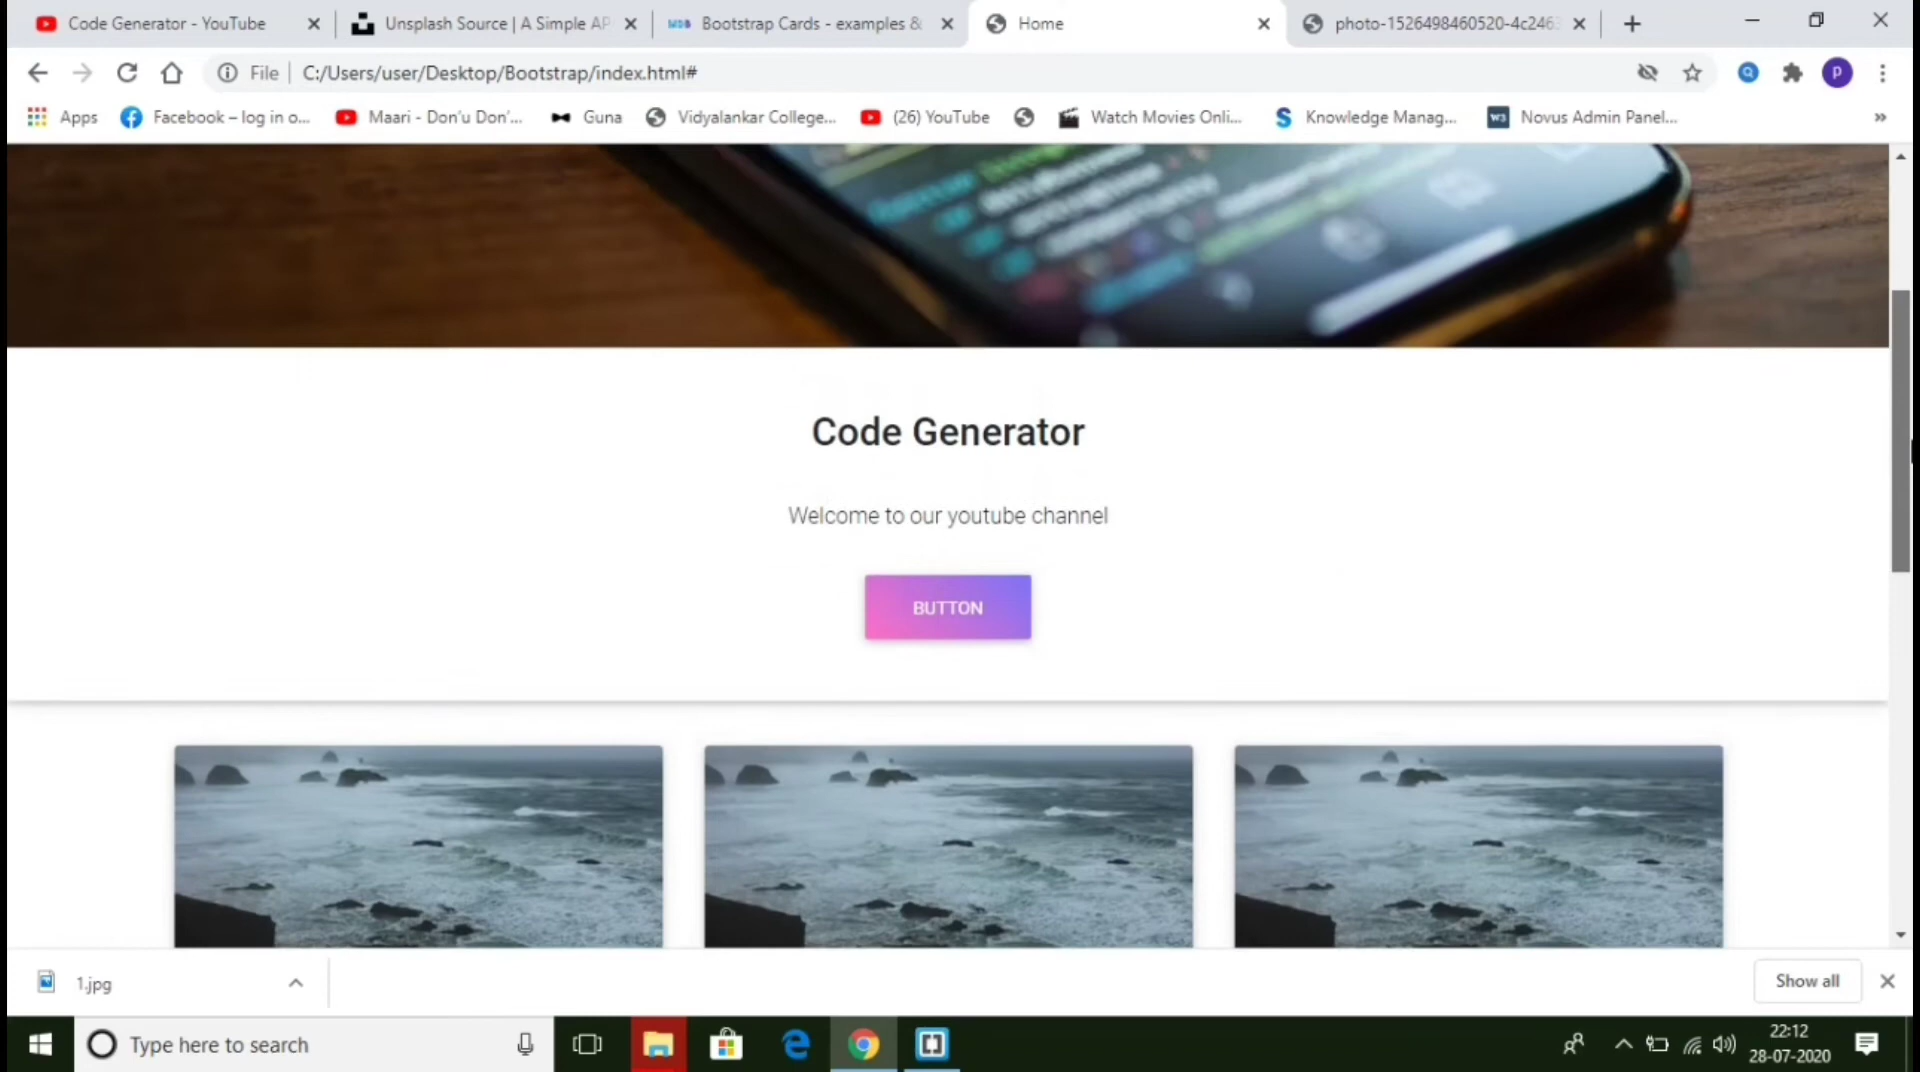 Code Generator - YouTube
Unsplash Source | A Simple AP
MDB Bootstrap Cards - examples &
Home
photo-1526498460520-4c246
File | C:/Users/user/Desktop/Bootstrap/index.html#
P
Apps
Facebook – log in o...
Maari - Don'u Don'...
Guna
Vidyalankar College...
(26) YouTube
Watch Movies Onli...
Knowledge Manag...
W3 Novus Admin Panel...
»
Code Generator
Welcome to our youtube channel
BUTTON
1.jpg
Show all
Type here to search
22:12
28-07-2020